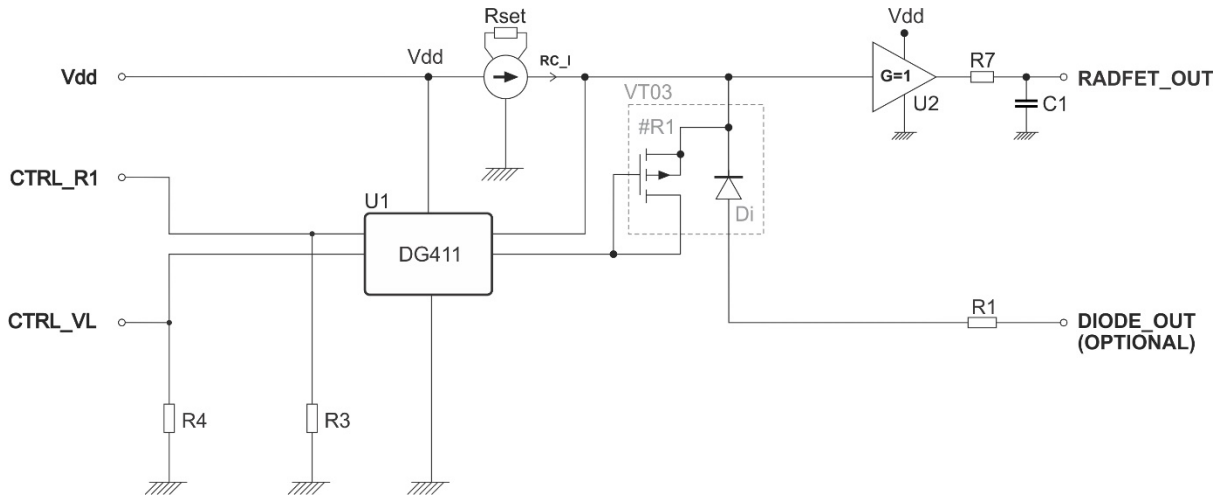 Rset
Vdd
Vdd
RC_I
Vdd
G=1
U2
R7
C1
RADFET_OUT
VT03
#R1
Di
CTRL_R1
U1
DG411
CTRL_VL
R1
DIODE_OUT
(OPTIONAL)
R4
R3